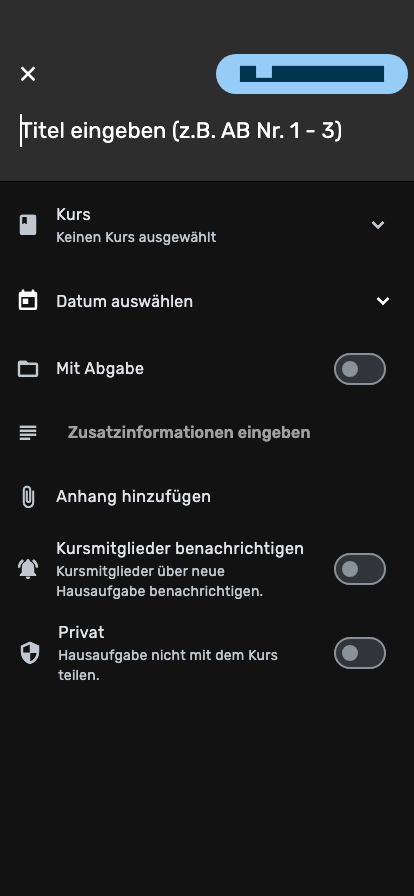 Titel eingeben (z.B. AB Nr. 1 - 3)
Kurs
Keinen Kurs ausgewählt
Datum auswählen
Mit Abgabe
Zusatzinformationen eingeben
Anhang hinzufügen
Kursmitglieder benachrichtigen
Kursmitglieder über neue
Hausaufgabe benachrichtigen.
Privat
Hausaufgabe nicht mit dem Kurs
teilen.